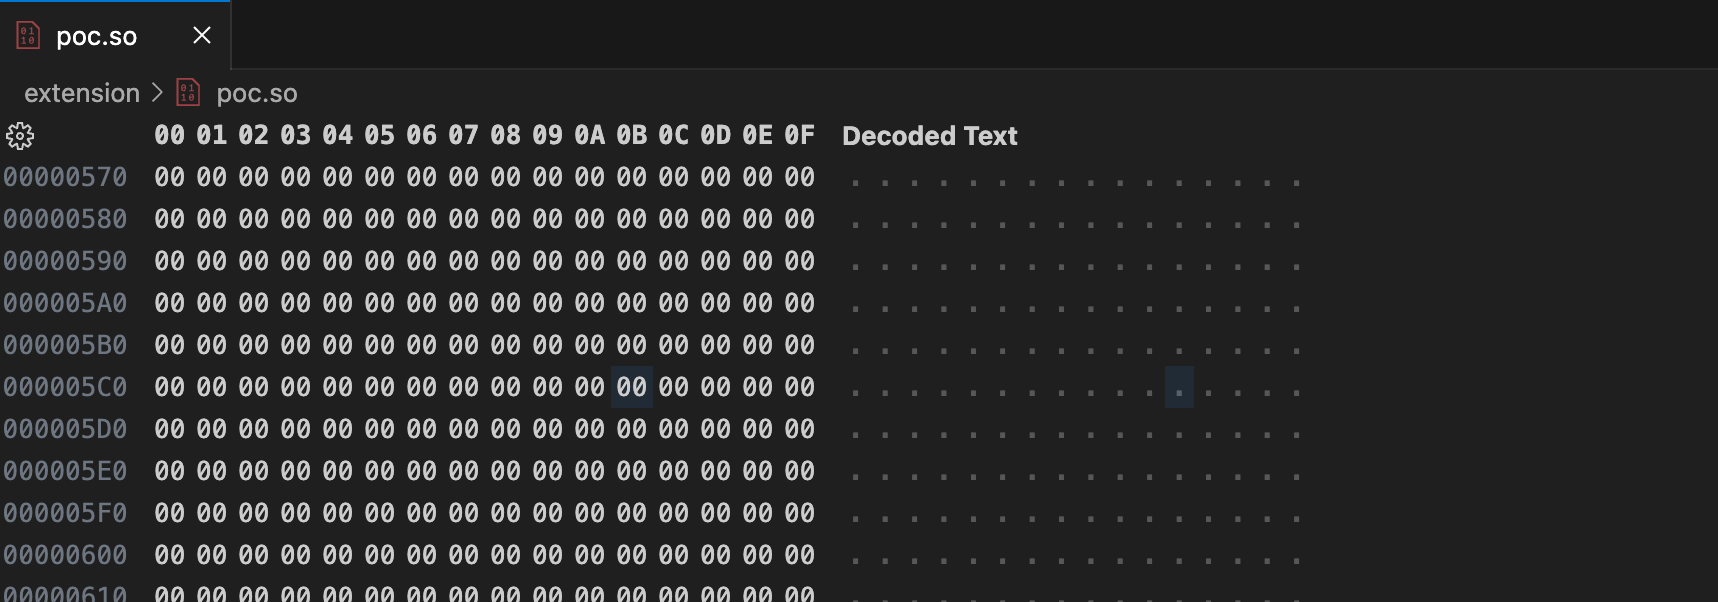 poc.so
extension > poc.so
00 01 02 03 04 05 06 07 08 09 0A 0B 0C 0D 0E 0F Decoded Text
00000570 00 00 00 00 00 00 00 00 00 00 00 00 00 00 00 00 . . . . . . . . . . . . . . . .
00000580 00 00 00 00 00 00 00 00 00 00 00 00 00 00 00 00 . . . . . . . . . . . . . . . .
00000590 00 00 00 00 00 00 00 00 00 00 00 00 00 00 00 00 . . . . . . . . . . . . . . . .
000005A0 00 00 00 00 00 00 00 00 00 00 00 00 00 00 00 00 . . . . . . . . . . . . . . . .
000005B0 00 00 00 00 00 00 00 00 00 00 00 00 00 00 00 00 . . . . . . . . . . . . . . . .
000005C0 00 00 00 00 00 00 00 00 00 00 00 00 00 00 00 00 . . . . . . . . . . . . . . . .
000005D0 00 00 00 00 00 00 00 00 00 00 00 00 00 00 00 00 . . . . . . . . . . . . . . . .
000005E0 00 00 00 00 00 00 00 00 00 00 00 00 00 00 00 00 . . . . . . . . . . . . . . . .
000005F0 00 00 00 00 00 00 00 00 00 00 00 00 00 00 00 00 . . . . . . . . . . . . . . . .
00000600 00 00 00 00 00 00 00 00 00 00 00 00 00 00 00 00 . . . . . . . . . . . . . . . .
00000610 00 00 00 00 00 00 00 00 00 00 00 00 00 00 00 00 . . . . . . . . . . . . . . . .